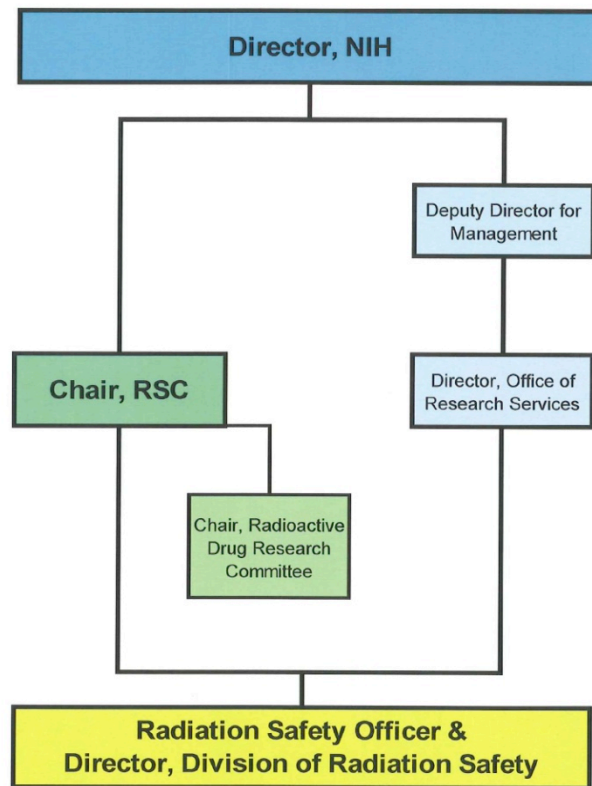 Director, NIH
Deputy Director for
Management
Chair, RSC
Director, Office of
Research Services
Chair, Radioactive
Drug Research
Committee
Radiation Safety Officer &
Director, Division of Radiation Safety